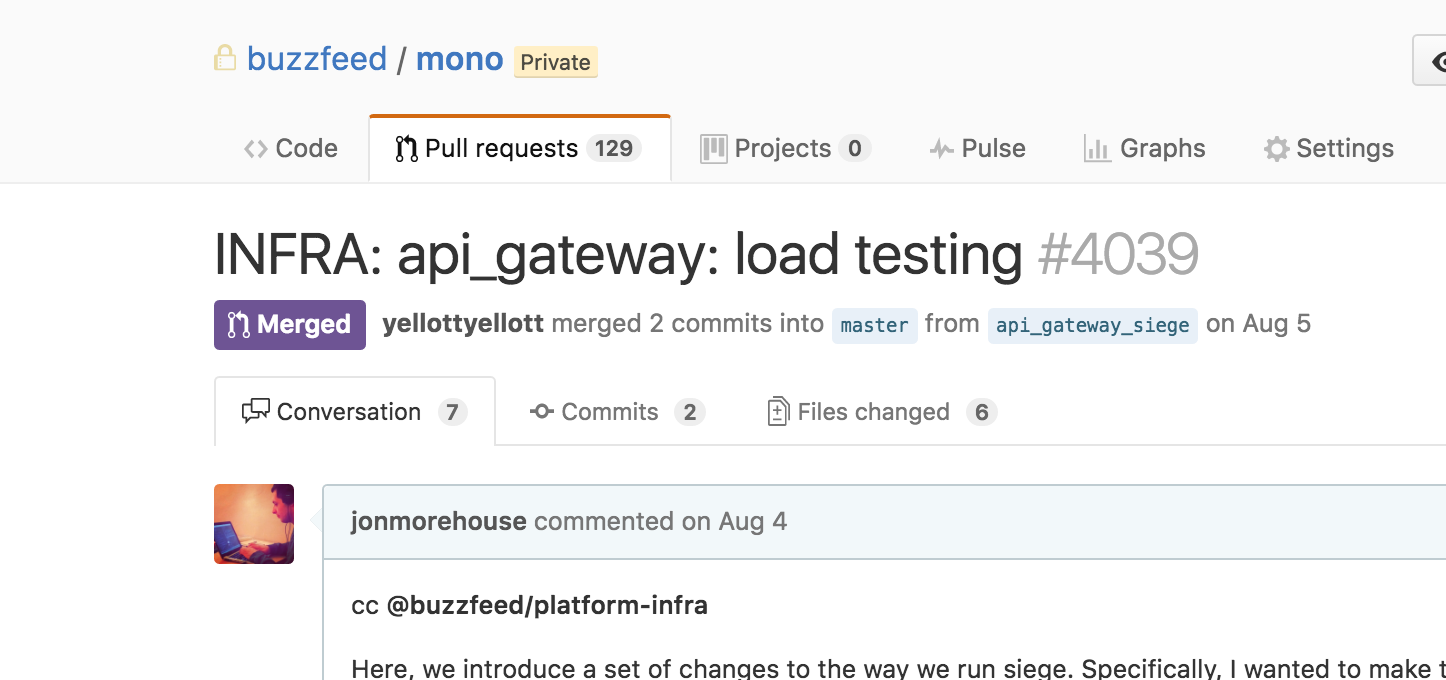 buzzfeed / mono Private
Code Pull requests 129 Projects 0 Pulse Graphs Settings
INFRA: api_gateway: load testing #4039
Merged yellottyellott merged 2 commits into master from api_gateway_siege on Aug 5
Conversation 7 Commits 2 Files changed 6
jonmorehouse commented on Aug 4
cc @buzzfeed/platform-infra
Here, we introduce a set of changes to the way we run siege. Specifically, I wanted to make